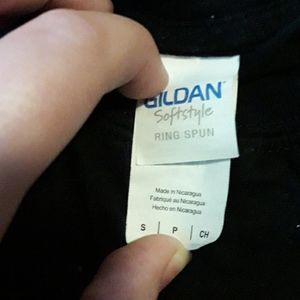 GILDAN
Softstyle
RING SPUN
Made in Nicaragua
Fabriqué au Nicaragua
Hecho en Nicaragua
S | P | CH